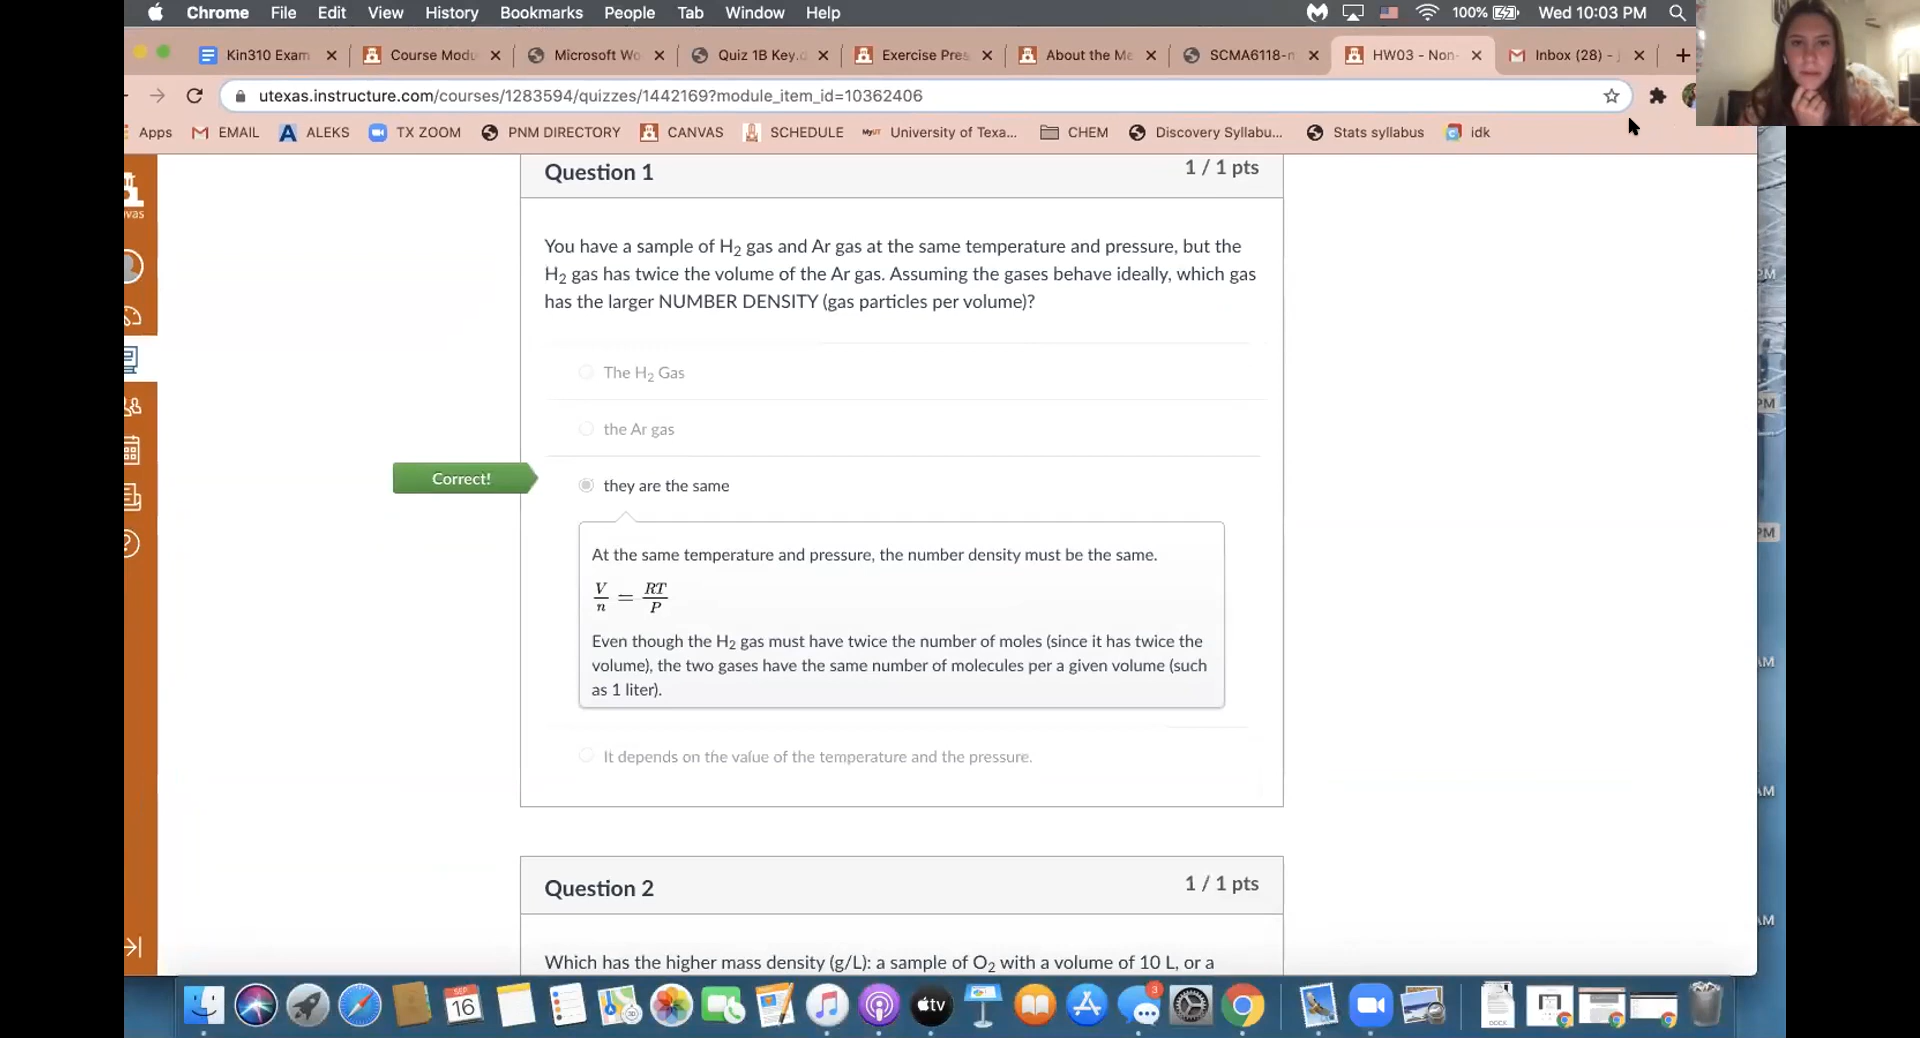 Chrome File Edit View History Bookmarks People Tab Window Help 100% Wed 10:03 PM
Kin310 Exam Course Modu Microsoft Wo Quiz 1B Key.d Exercise Pres About the Me SCMA6118-n HW03 - Non- Inbox (28) - j
utexas.instructure.com/courses/1283594/quizzes/1442169?module_item_id=10362406
Apps EMAIL ALEKS TX ZOOM PNM DIRECTORY CANVAS SCHEDULE University of Texa... CHEM Discovery Syllabu... Stats syllabus idk
Question 1 1 / 1 pts
You have a sample of H2 gas and Ar gas at the same temperature and pressure, but the
H2 gas has twice the volume of the Ar gas. Assuming the gases behave ideally, which gas
has the larger NUMBER DENSITY (gas particles per volume)?
The H2 Gas
the Ar gas
Correct! they are the same
At the same temperature and pressure, the number density must be the same.
V/n = RT/P
Even though the H2 gas must have twice the number of moles (since it has twice the
volume), the two gases have the same number of molecules per a given volume (such
as 1 liter).
It depends on the value of the temperature and the pressure.
Question 2 1 / 1 pts
Which has the higher mass density (g/L): a sample of O2 with a volume of 10 L, or a
SEP
16
tv
3
DOCX